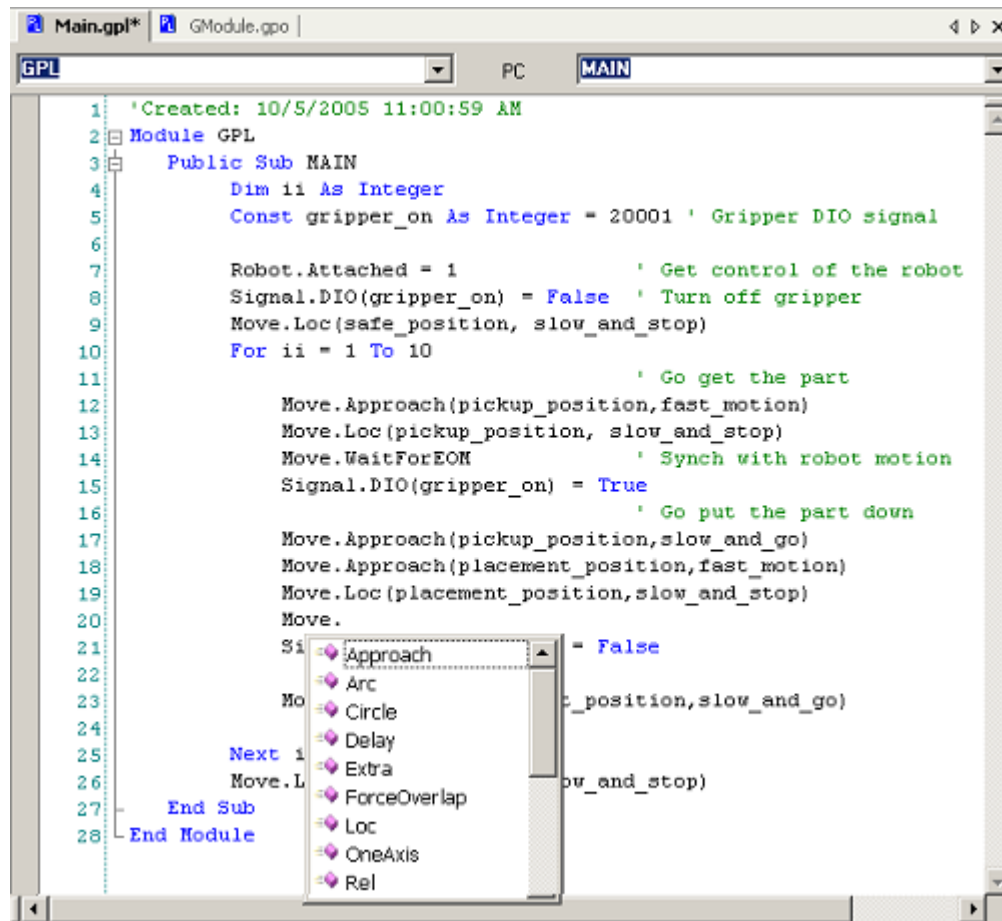 Main.gpl* GModule.gpo
GPL PC MAIN
1 'Created: 10/5/2005 11:00:59 AM
2 Module GPL
3 Public Sub MAIN
4 Dim ii As Integer
5 Const gripper_on As Integer = 20001 ' Gripper DIO signal
6
7 Robot.Attached = 1 ' Get control of the robot
8 Signal.DIO(gripper_on) = False ' Turn off gripper
9 Move.Loc(safe_position, slow_and_stop)
10 For ii = 1 To 10
11 ' Go get the part
12 Move.Approach(pickup_position,fast_motion)
13 Move.Loc(pickup_position, slow_and_stop)
14 Move.WaitForEOM ' Synch with robot motion
15 Signal.DIO(gripper_on) = True
16 ' Go put the part down
17 Move.Approach(pickup_position,slow_and_go)
18 Move.Approach(placement_position,fast_motion)
19 Move.Loc(placement_position,slow_and_stop)
20 Move.
21 Si = False
22
23 Mo t_position,slow_and_go)
24
25 Next i
26 Move.L ow_and_stop)
27 End Sub
28 End Module
Approach
Arc
Circle
Delay
Extra
ForceOverlap
Loc
OneAxis
Rel